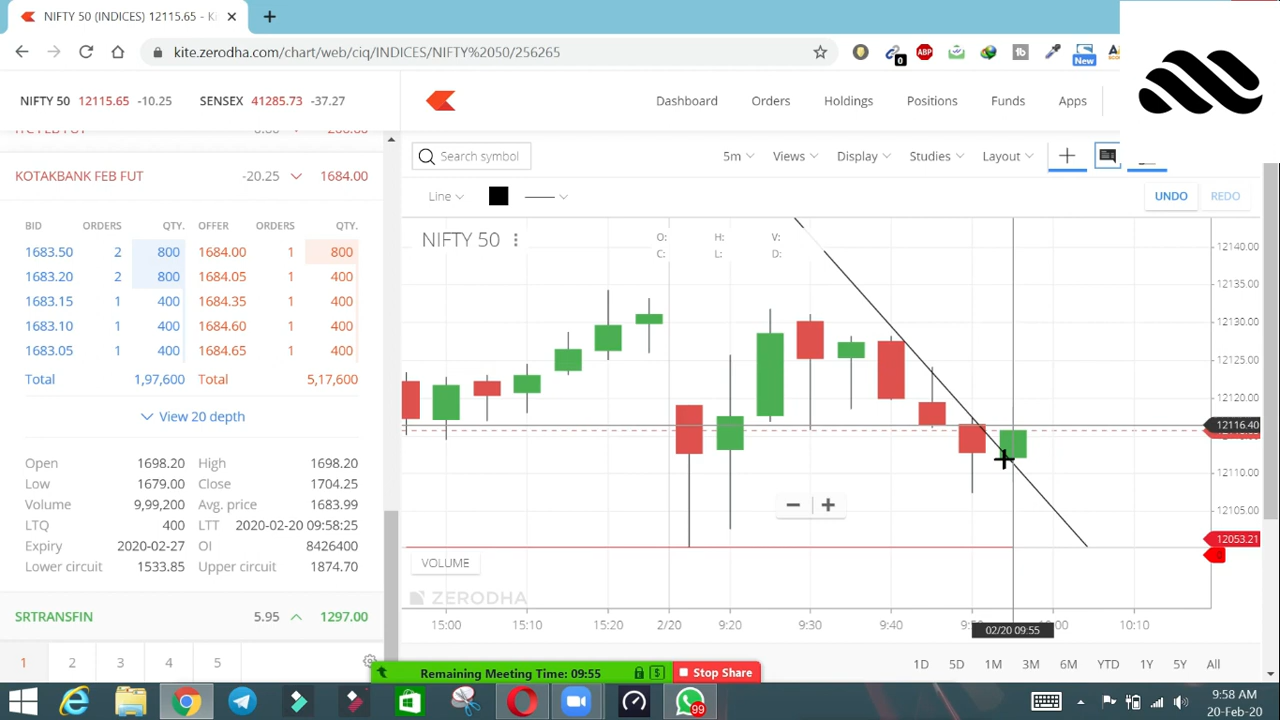 NIFTY 50 (INDICES) 12115.65 - K
kite.zerodha.com/chart/web/ciq/INDICES/NIFTY%2050/256265
0
ABP
New
NIFTY 50 12115.65 -10.25 SENSEX 41285.73 -37.27
Dashboard Orders Holdings Positions Funds Apps
KOTAKBANK FEB FUT -20.25 1684.00
Search symbol
5m Views Display Studies Layout
Line
UNDO REDO
BID ORDERS QTY. OFFER ORDERS QTY.
1683.50 2 800 1684.00 1 800
1683.20 2 800 1684.05 1 400
1683.15 1 400 1684.35 1 400
1683.10 1 400 1684.60 1 400
1683.05 1 400 1684.65 1 400
Total 1,97,600 Total 5,17,600
View 20 depth
Open 1698.20 High 1698.20
Low 1679.00 Close 1704.25
Volume 9,99,200 Avg. price 1683.99
LTQ 400 LTT 2020-02-20 09:58:25
Expiry 2020-02-27 OI 8426400
Lower circuit 1533.85 Upper circuit 1874.70
SRTRANSFIN 5.95 1297.00
1 2 3 4 5
NIFTY 50
O: H: V:
C: L: D:
12140.00
12135.00
12130.00
12125.00
12120.00
12116.40
12110.00
12105.00
12053.21
VOLUME
ZERODHA
15:00 15:10 15:20 2/20 9:20 9:30 9:40 10:10
02/20 09:55
1D 5D 1M 3M 6M YTD 1Y 5Y All
Remaining Meeting Time: 09:55 Stop Share
99
9:58 AM
20-Feb-20